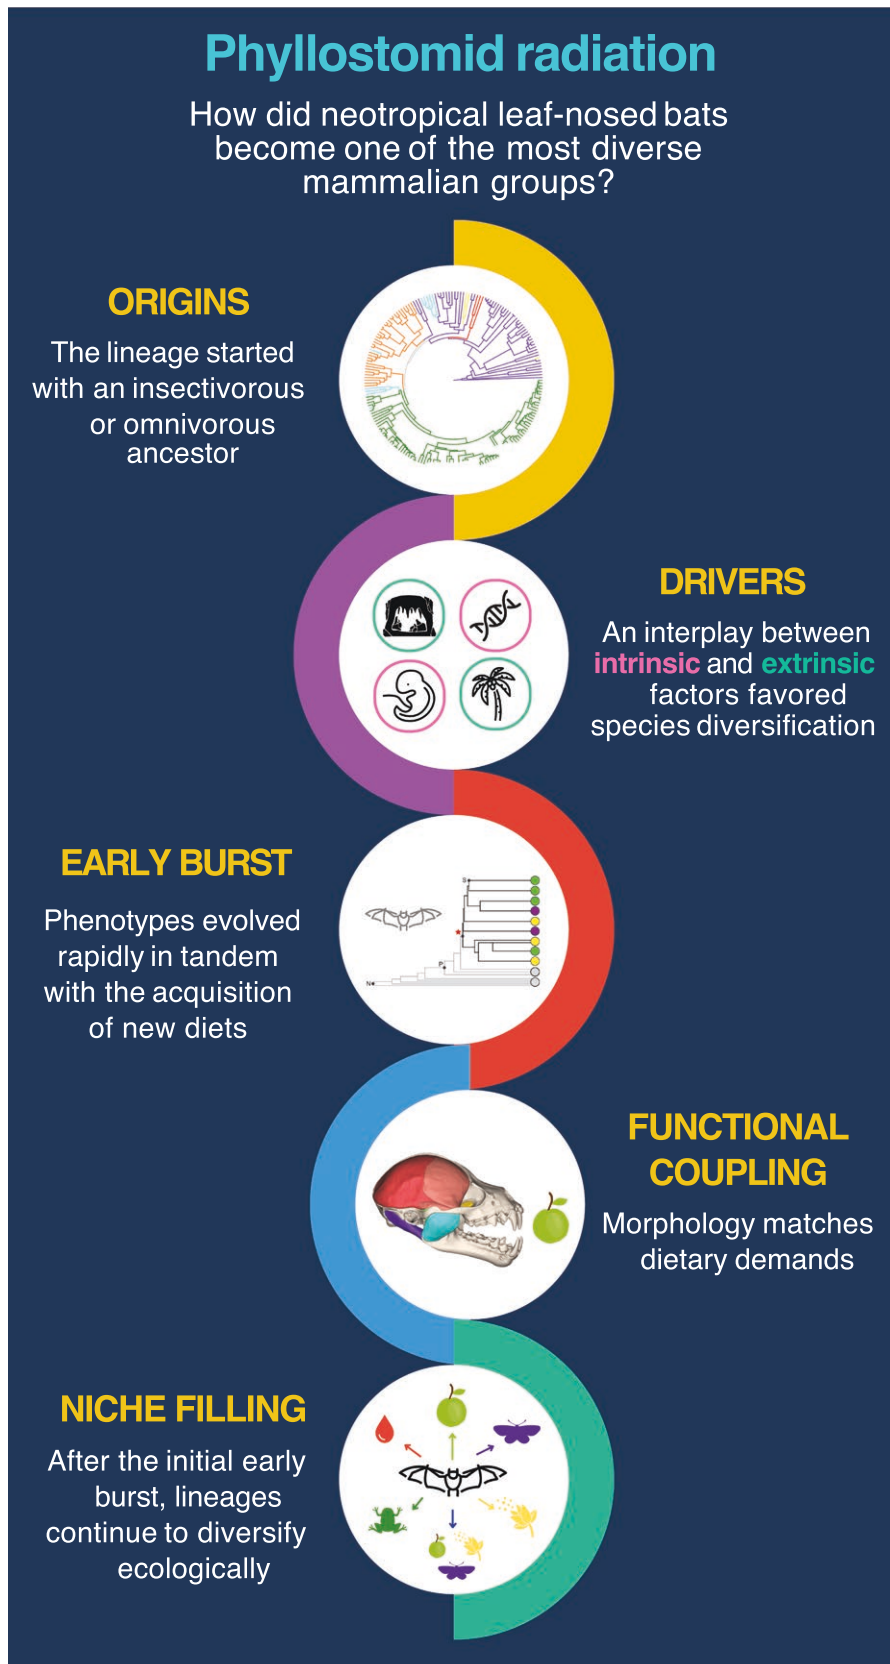 Phyllostomid radiation
How did neotropical leaf-nosed bats
become one of the most diverse
mammalian groups?
ORIGINS
The lineage started
with an insectivorous
or omnivorous
ancestor
DRIVERS
An interplay between
intrinsic and extrinsic
factors favored
species diversification
EARLY BURST
Phenotypes evolved
rapidly in tandem
with the acquisition
of new diets
S
P
N
FUNCTIONAL
COUPLING
Morphology matches
dietary demands
NICHE FILLING
After the initial early
burst, lineages
continue to diversify
ecologically